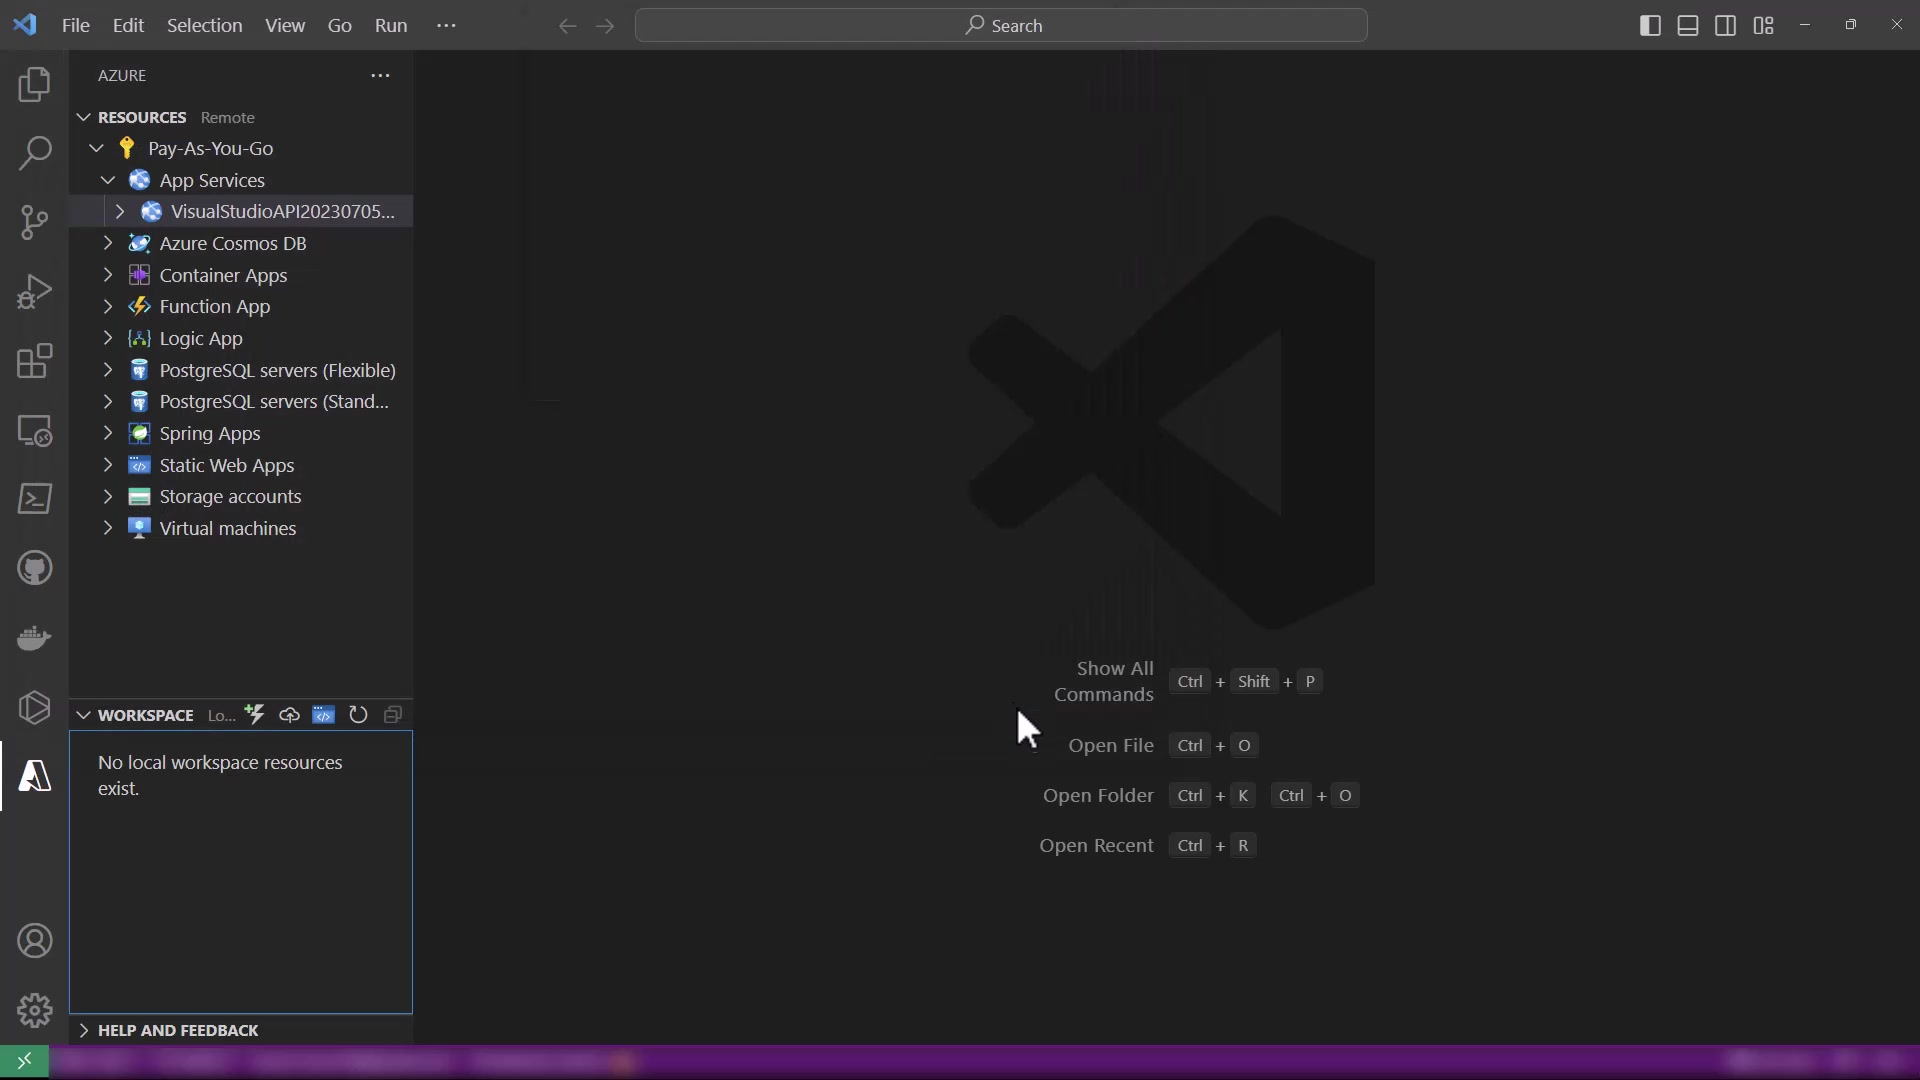 File Edit Selection View Go Run ···
Search
AZURE ···
RESOURCES Remote
Pay-As-You-Go
App Services
VisualStudioAPI20230705...
Azure Cosmos DB
Container Apps
Function App
Logic App
PostgreSQL servers (Flexible)
PostgreSQL servers (Stand...
Spring Apps
Static Web Apps
Storage accounts
Virtual machines
Show All
Commands Ctrl + Shift + P
Open File Ctrl + O
Open Folder Ctrl + K Ctrl + O
Open Recent Ctrl + R
WORKSPACE Lo...
No local workspace resources
exist.
HELP AND FEEDBACK